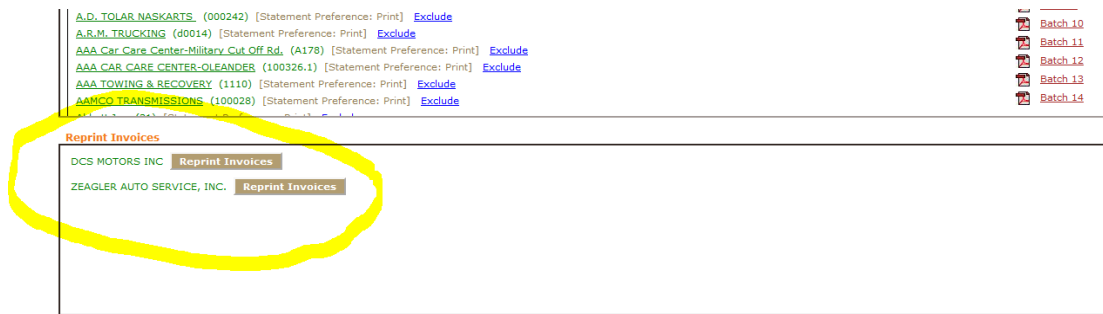 A.D. TOLAR NASKARTS (000242) [Statement Preference: Print] Exclude
Batch 10
A.R.M. TRUCKING (d0014) [Statement Preference: Print] Exclude
Batch 11
AAA Car Care Center-Military Cut Off Rd. (A178) [Statement Preference: Print] Exclude
Batch 12
AAA CAR CARE CENTER-OLEANDER (100326.1) [Statement Preference: Print] Exclude
Batch 13
AAA TOWING & RECOVERY (1110) [Statement Preference: Print] Exclude
Batch 14
AAMCO TRANSMISSIONS (100028) [Statement Preference: Print] Exclude
Reprint Invoices
DCS MOTORS INC Reprint Invoices
ZEAGLER AUTO SERVICE, INC. Reprint Invoices